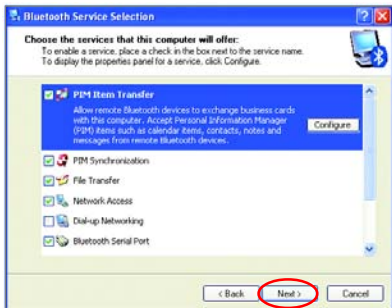 Bluetooth Service Selection
Choose the services that this computer will offer:
To enable a service, place a check in the box next to the service name.
To display the properties panel for a service, click Configure.
PIM Item Transfer
Allow remote Bluetooth devices to exchange business cards
with this computer. Accept Personal Information Manager
(PIM) items such as calendar items, contacts, notes and
messages from remote Bluetooth devices.
Configure
PIM Synchronization
File Transfer
Network Access
Dial-up Networking
Bluetooth Serial Port
< Back
Next >
Cancel